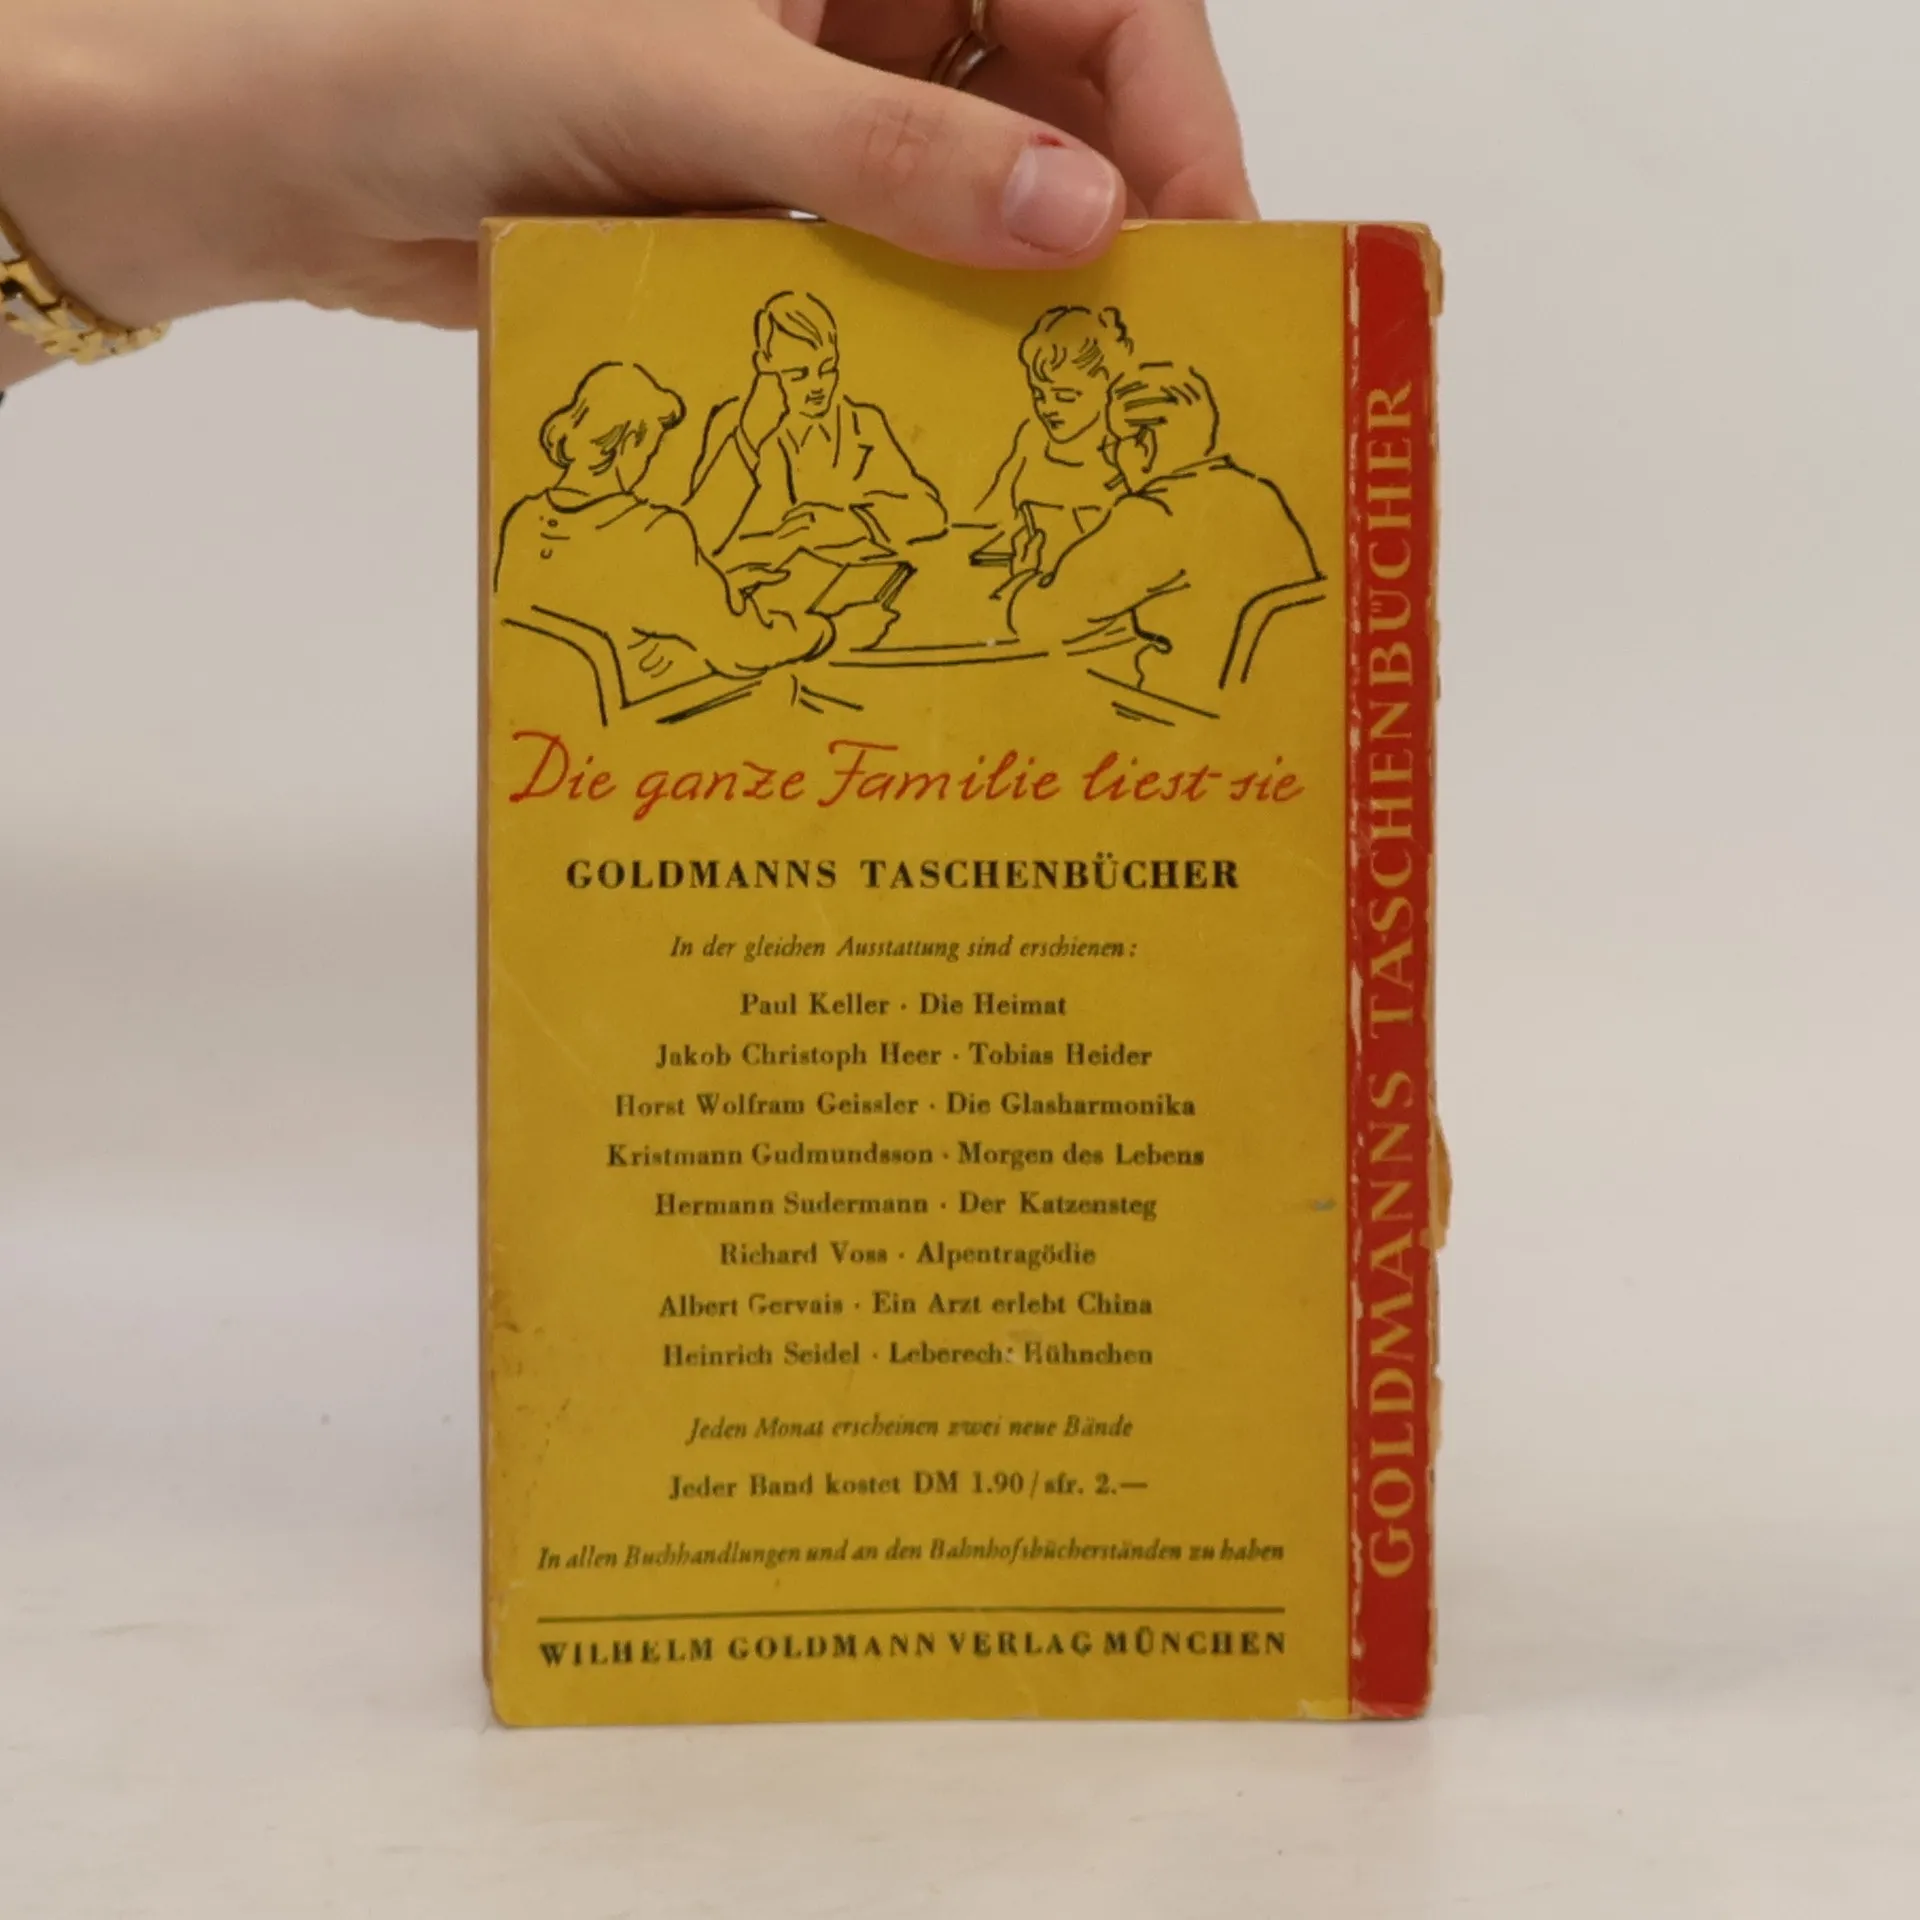 Die ganze Familie liest sie
GOLDMANNS TASCHENBÜCHER
In der gleichen Ausstattung sind erschienen:
Paul Keller · Die Heimat
Jakob Christoph Heer · Tobias Heider
Horst Wolfram Geissler · Die Glasharmonika
Kristmann Gudmundsson · Morgen des Lebens
Hermann Sudermann · Der Katzensteg
Richard Voss · Alpentragödie
Albert Gervais · Ein Arzt erlebt China
Heinrich Seidel · Leberecht Hühnchen
Jeden Monat erscheinen zwei neue Bände
Jeder Band kostet DM 1.90 / sfr. 2.—
In allen Buchhandlungen und an den Bahnhofsbücherständen zu haben
WILHELM GOLDMANN VERLAG MÜNCHEN
GOLDMANNS TASCHENBÜCHER